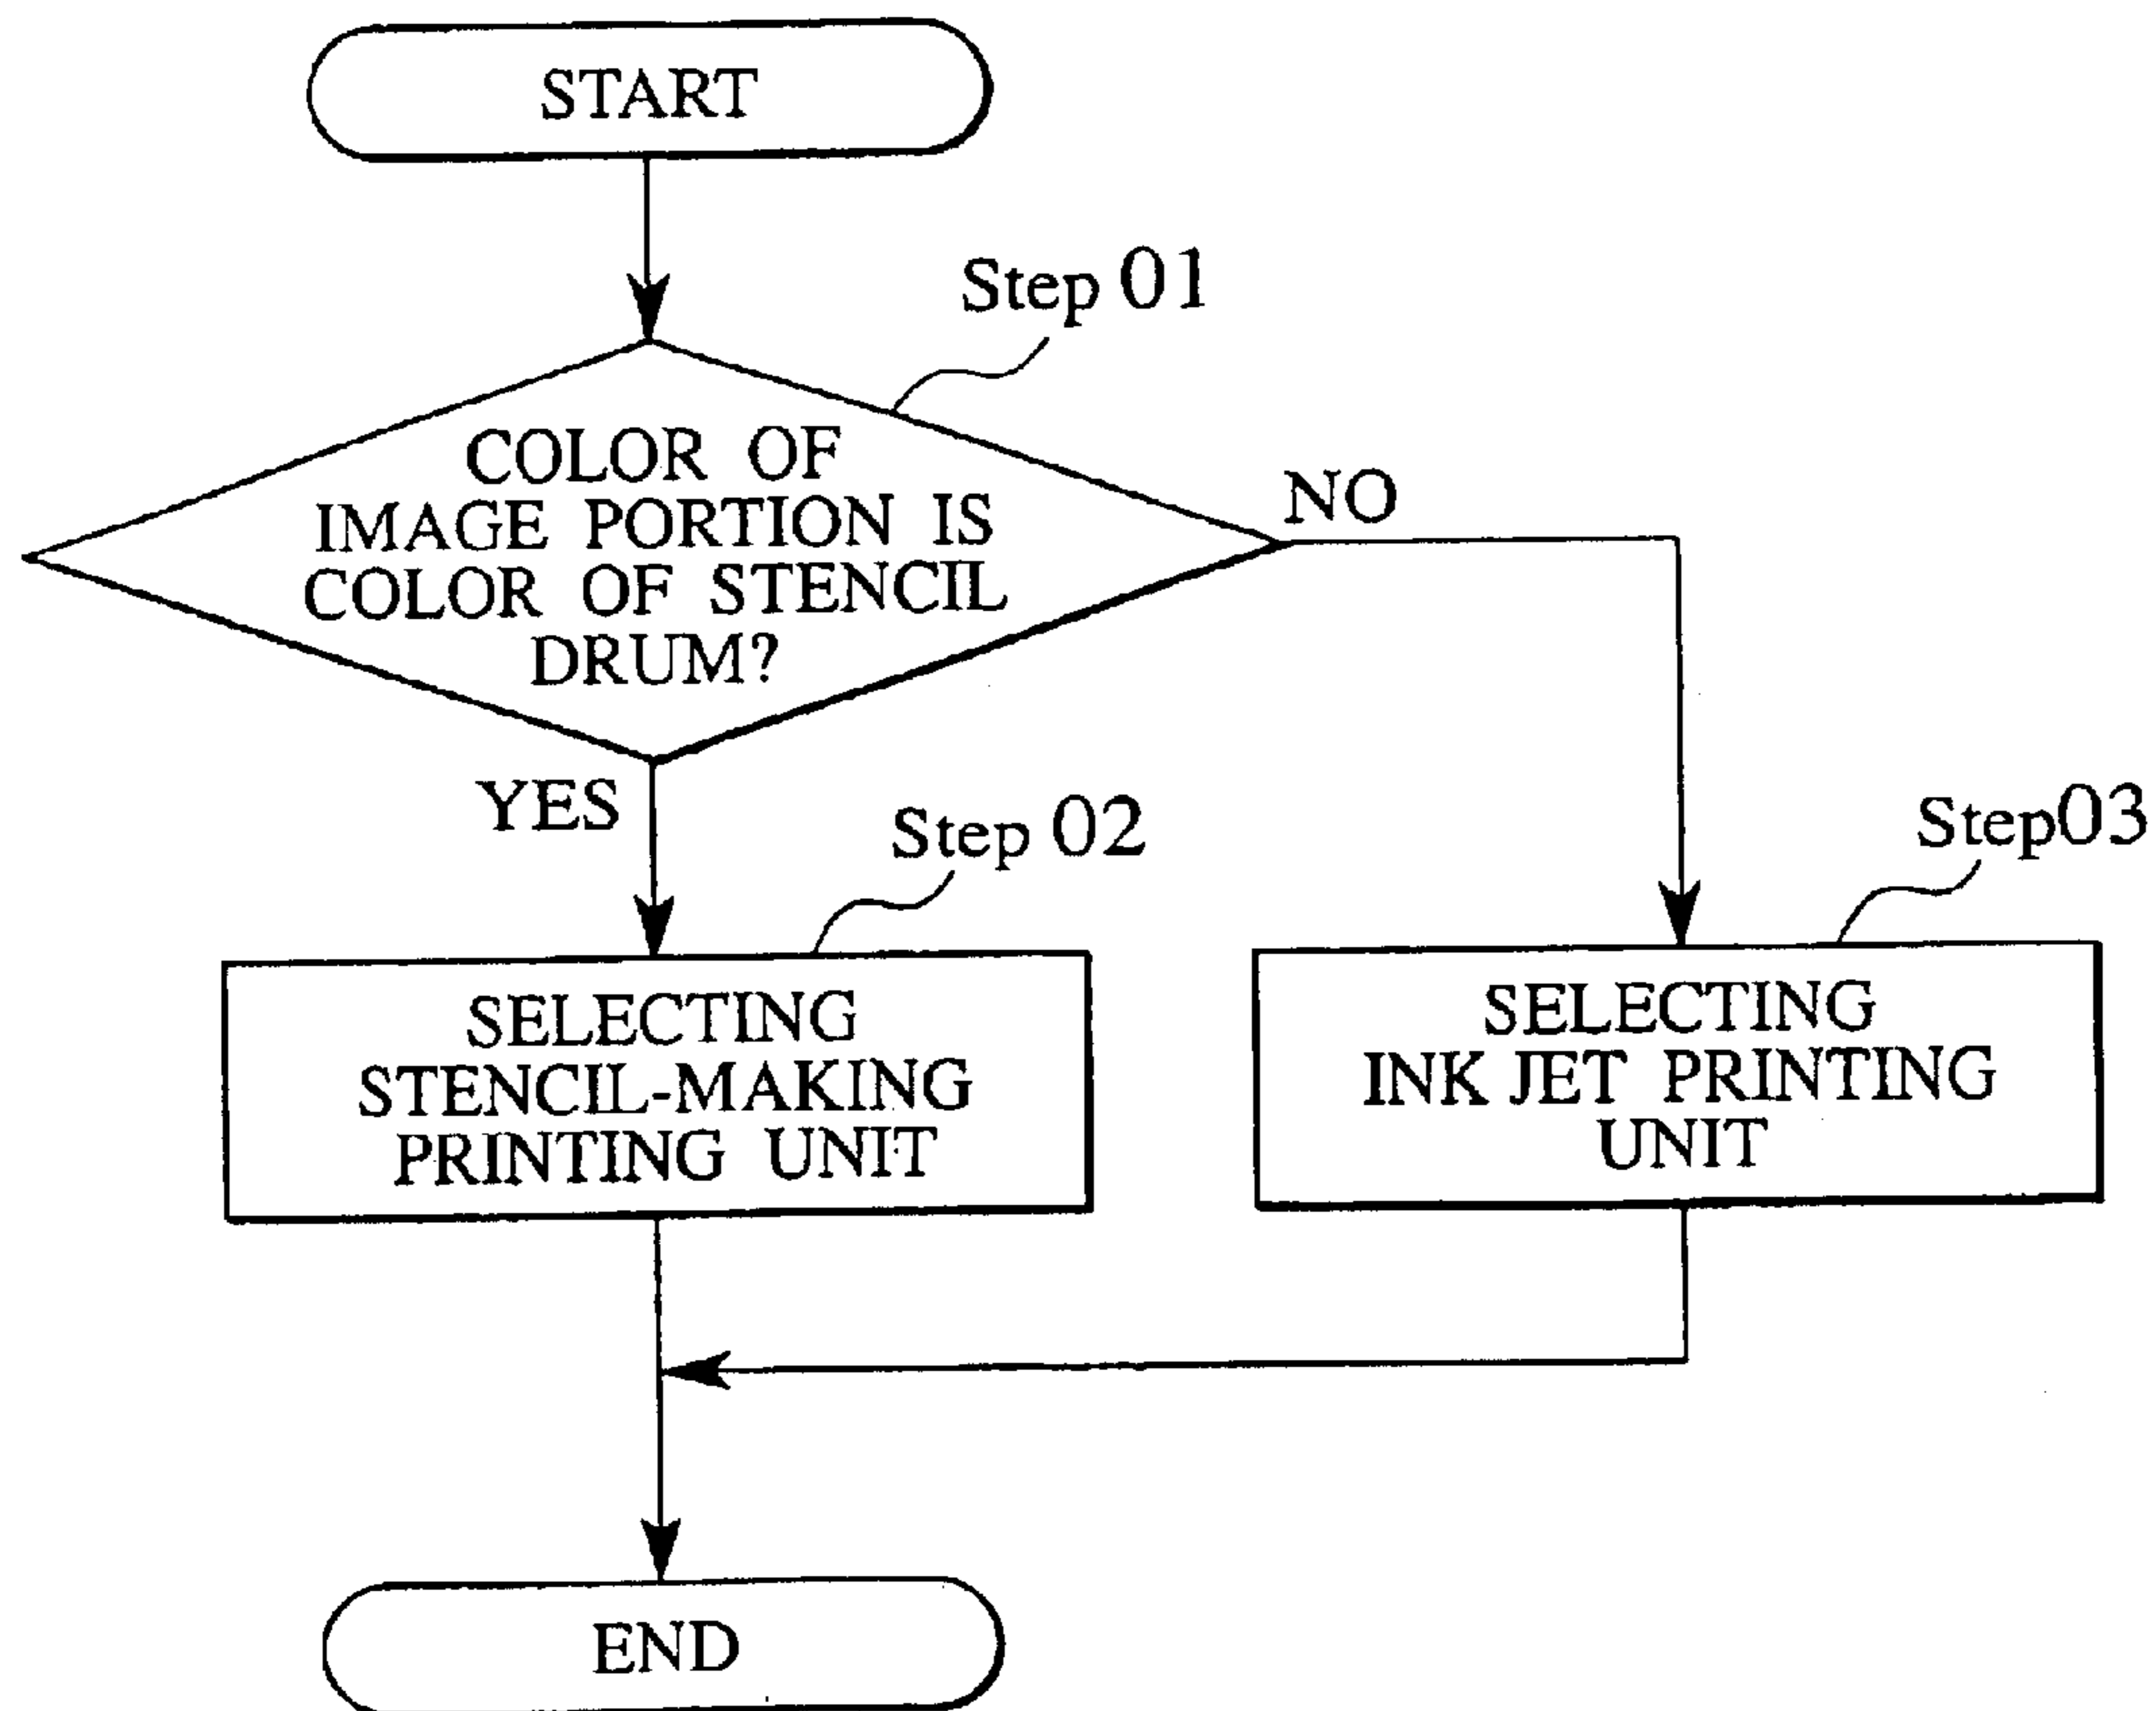 START
Step 01
COLOR OF
IMAGE PORTION IS
COLOR OF STENCIL
DRUM?
NO
YES
Step 02
Step03
SELECTING
STENCIL-MAKING
PRINTING UNIT
SELECTING
INK JET PRINTING
UNIT
END